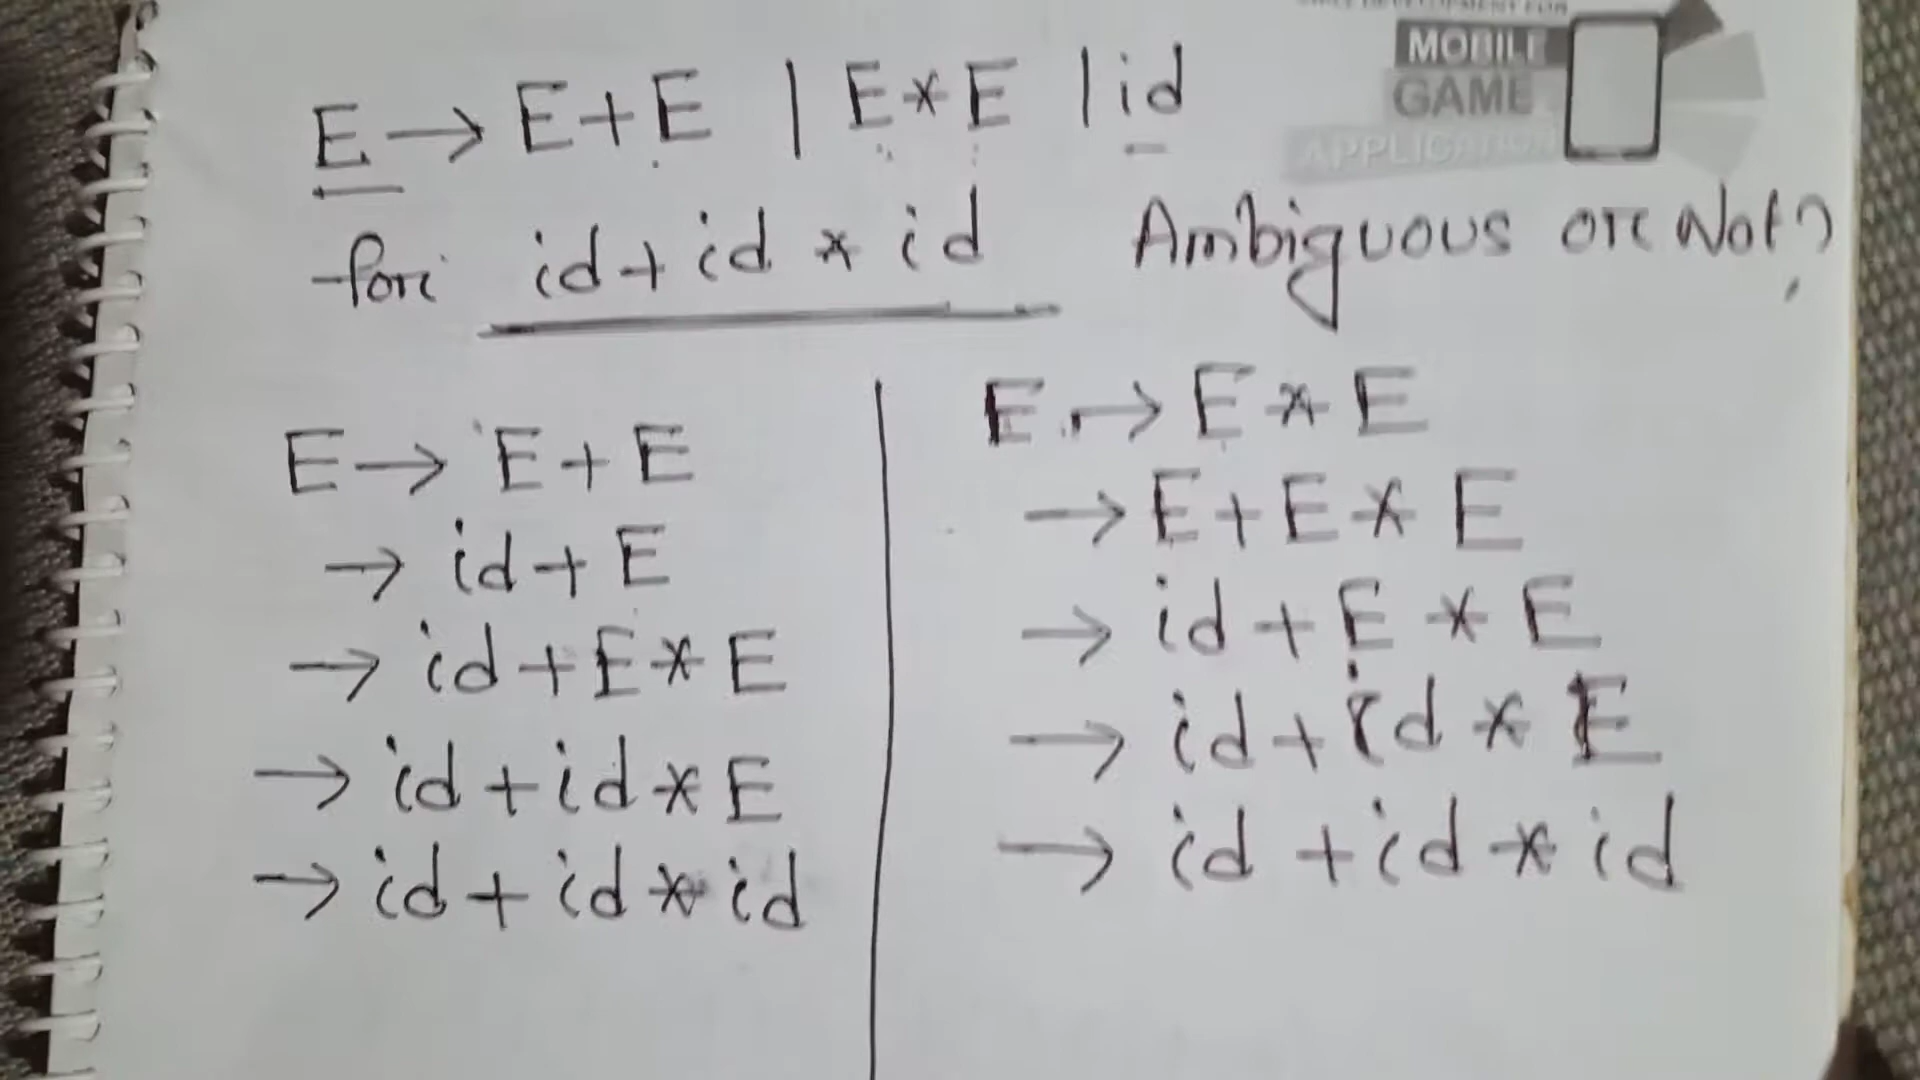 MOBILE
GAME
APPLICATION
E → E+E | E*E | id
for id+id*id Ambiguous or Not?
E → E+E
→ id+E
→ id+E*E
→ id+id*E
→ id+id*id
E → E*E
→ E+E*E
→ id+E*E
→ id+id*E
→ id+id*id